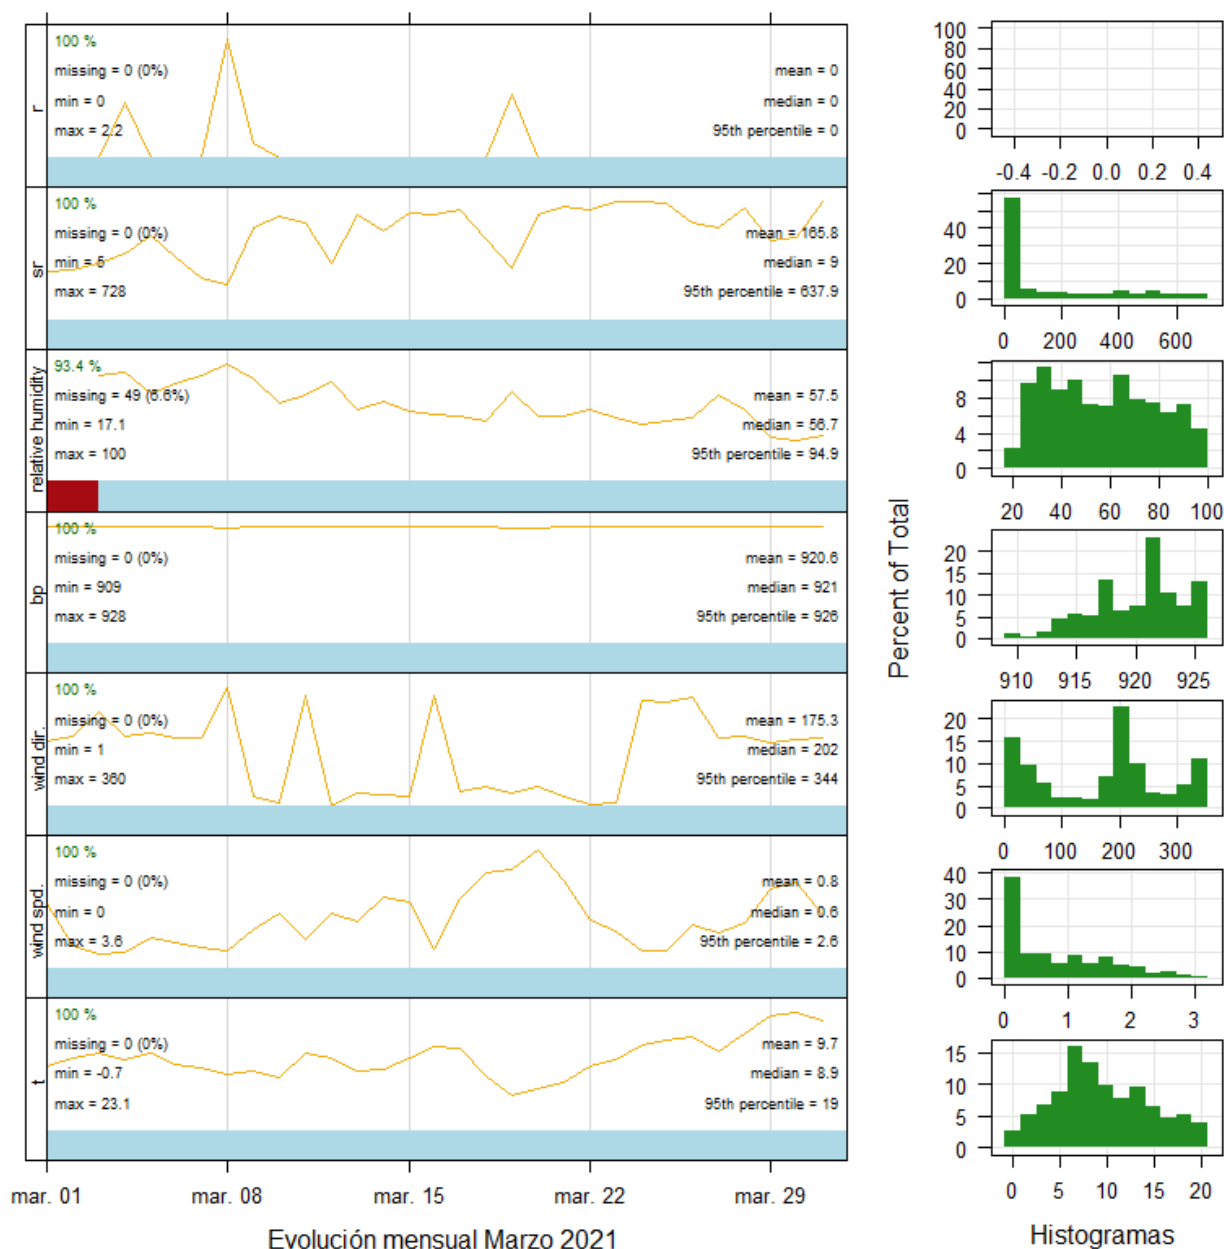 r
100 %
missing = 0 (0%)
min = 0
max = 2.2
mean = 0
median = 0
95th percentile = 0
sr
100 %
missing = 0 (0%)
min = 5
max = 728
mean = 165.8
median = 9
95th percentile = 637.9
relative humidity
93.4 %
missing = 49 (6.6%)
min = 17.1
max = 100
mean = 57.5
median = 56.7
95th percentile = 94.9
bp
100 %
missing = 0 (0%)
min = 909
max = 928
mean = 920.6
median = 921
95th percentile = 926
wind dir.
100 %
missing = 0 (0%)
min = 1
max = 360
mean = 175.3
median = 202
95th percentile = 344
wind spd.
100 %
missing = 0 (0%)
min = 0
max = 3.6
mean = 0.8
median = 0.6
95th percentile = 2.6
t
100 %
missing = 0 (0%)
min = -0.7
max = 23.1
mean = 9.7
median = 8.9
95th percentile = 19
mar. 01 mar. 08 mar. 15 mar. 22 mar. 29
Evolución mensual Marzo 2021
Percent of Total
100
80
60
40
20
0
-0.4 -0.2 0.0 0.2 0.4
40
20
0
0 200 400 600
8
4
0
20 40 60 80 100
20
15
10
5
0
910 915 920 925
20
15
10
5
0
0 100 200 300
40
30
20
10
0
0 1 2 3
15
10
5
0
0 5 10 15 20
Histogramas